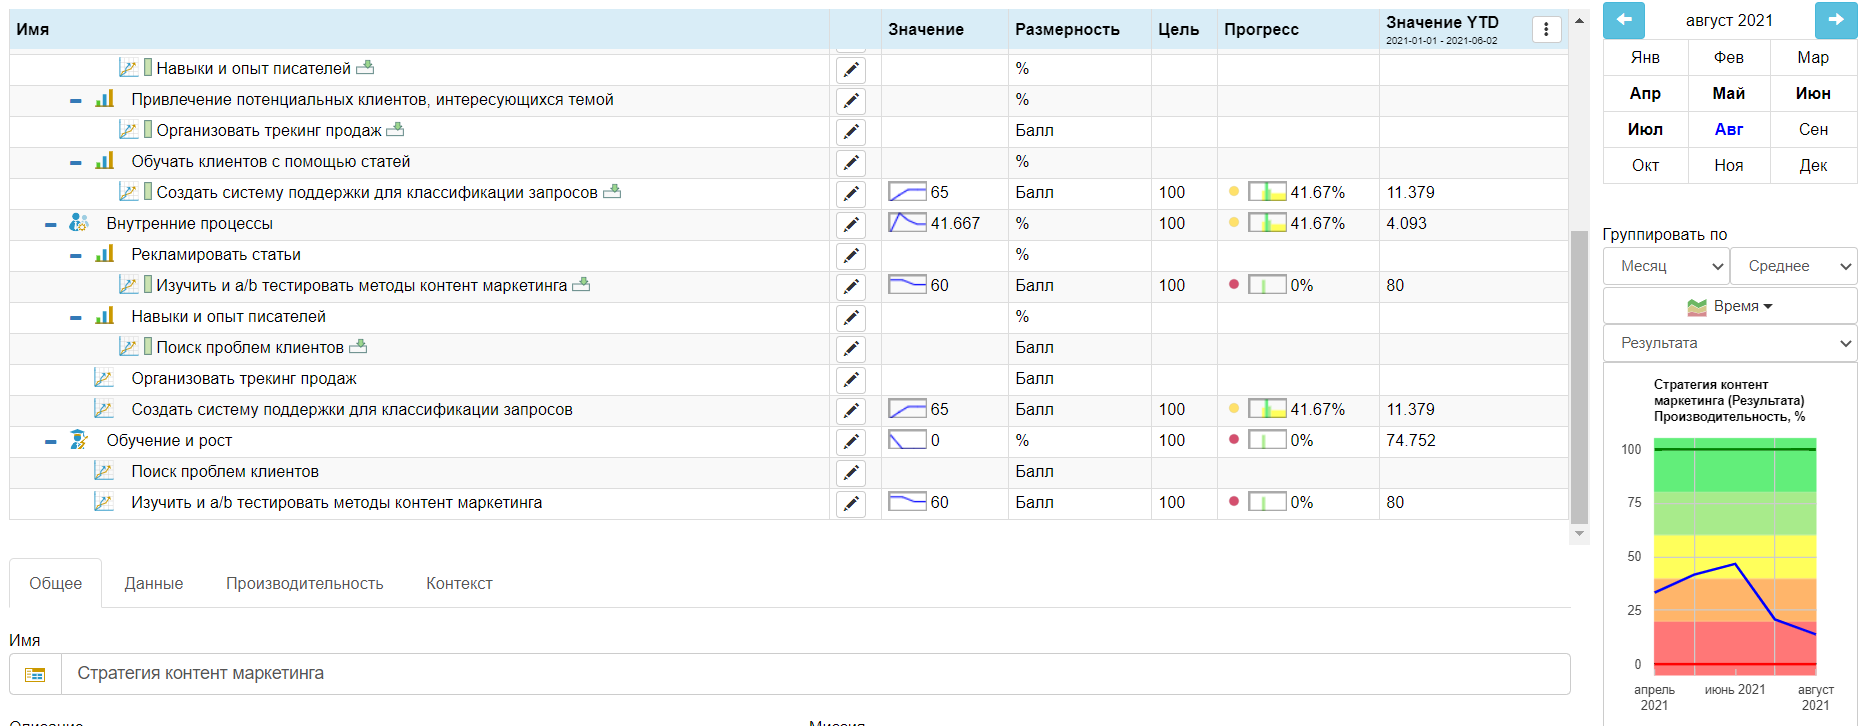 Имя Значение Размерность Цель Прогресс Значение YTD
2021-01-01 - 2021-06-02
Навыки и опыт писателей %
Привлечение потенциальных клиентов, интересующихся темой %
Организовать трекинг продаж Балл
Обучать клиентов с помощью статей %
Создать систему поддержки для классификации запросов 65 Балл 100 41.67% 11.379
Внутренние процессы 41.667 % 100 41.67% 4.093
Рекламировать статьи %
Изучить и a/b тестировать методы контент маркетинга 60 Балл 100 0% 80
Навыки и опыт писателей %
Поиск проблем клиентов Балл
Организовать трекинг продаж Балл
Создать систему поддержки для классификации запросов 65 Балл 100 41.67% 11.379
Обучение и рост 0 % 100 0% 74.752
Поиск проблем клиентов Балл
Изучить и a/b тестировать методы контент маркетинга 60 Балл 100 0% 80
Общее Данные Производительность Контекст
Имя
Стратегия контент маркетинга
Описание Миссия
август 2021
Янв Фев Мар
Апр Май Июн
Июл Авг Сен
Окт Ноя Дек
Группировать по
Месяц Среднее
Время
Результата
Стратегия контент
маркетинга (Результата)
Производительность, %
100
75
50
25
0
апрель июнь 2021 август
2021 2021